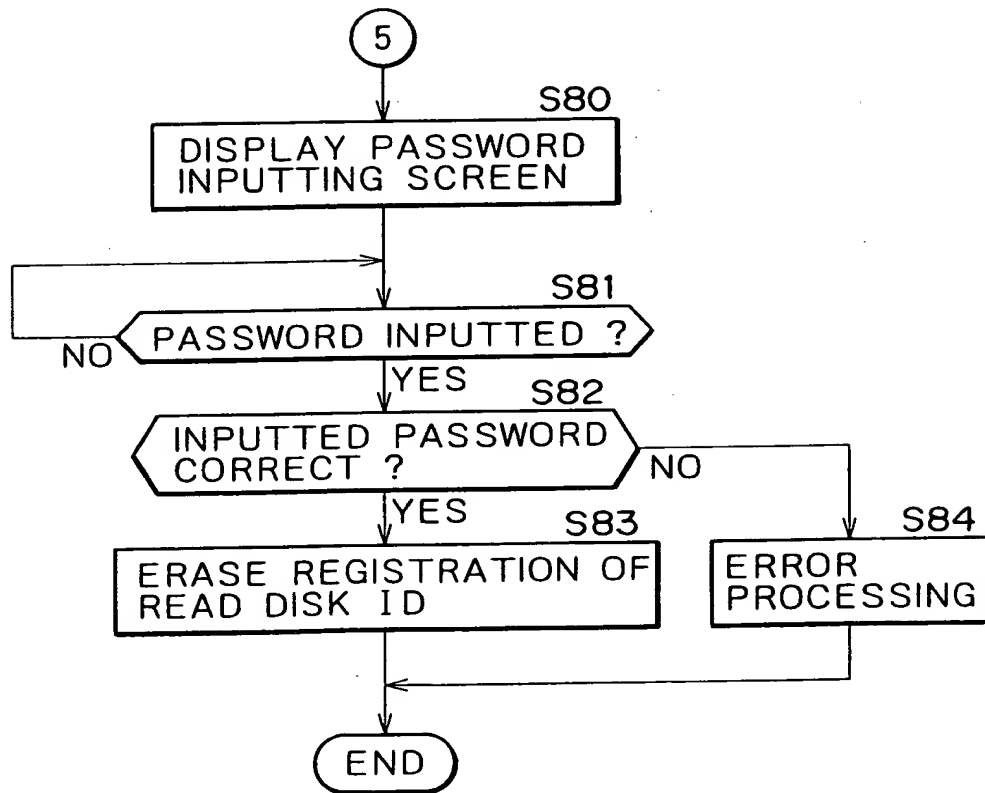 5
S80
DISPLAY PASSWORD
INPUTTING SCREEN
S81
PASSWORD INPUTTED ?
NO
YES
S82
INPUTTED PASSWORD
CORRECT ?
NO
YES
S83
ERASE REGISTRATION OF
READ DISK ID
S84
ERROR
PROCESSING
END